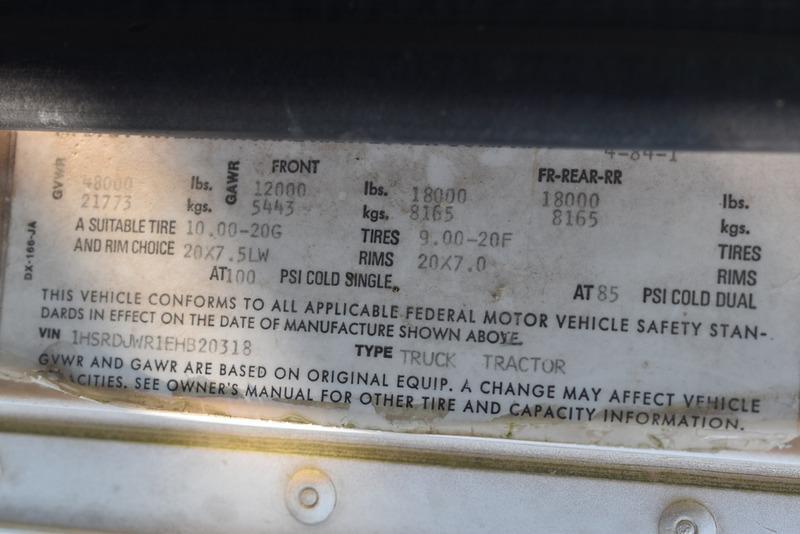 4-84-1
GVWR 48000 lbs. GAWR FRONT 12000 lbs. 18000 FR-REAR-RR 18000 lbs.
21773 kgs. 5443 kgs. 8165 8165 kgs.
A SUITABLE TIRE 10.00-20G TIRES 9.00-20F TIRES
AND RIM CHOICE 20X7.5LW RIMS 20X7.0 RIMS
AT 100 PSI COLD SINGLE, AT 85 PSI COLD DUAL
DX-166-JA
THIS VEHICLE CONFORMS TO ALL APPLICABLE FEDERAL MOTOR VEHICLE SAFETY STAN-
DARDS IN EFFECT ON THE DATE OF MANUFACTURE SHOWN ABOVE.
VIN 1HSRDJWR1EHB20318 TYPE TRUCK TRACTOR
GVWR AND GAWR ARE BASED ON ORIGINAL EQUIP. A CHANGE MAY AFFECT VEHICLE
SEE OWNER'S MANUAL FOR OTHER TIRE AND CAPACITY INFORMATION.